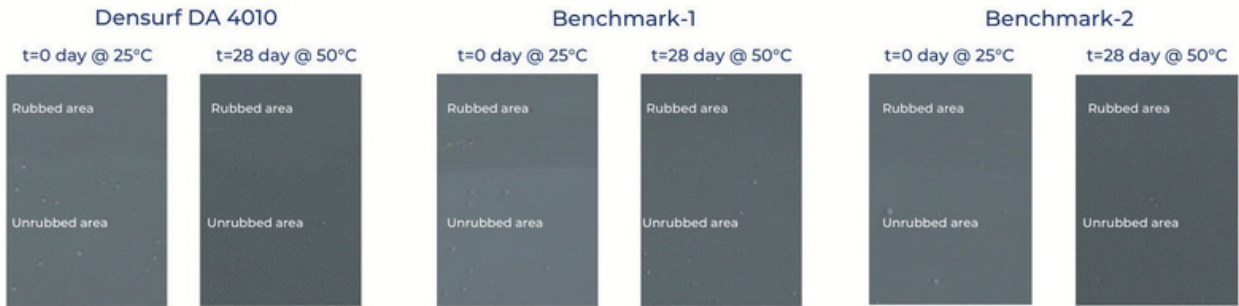 Densurf DA 4010
Benchmark-1
Benchmark-2
t=0 day @ 25°C
t=28 day @ 50°C
t=0 day @ 25°C
t=28 day @ 50°C
t=0 day @ 25°C
t=28 day @ 50°C
Rubbed area
Rubbed area
Rubbed area
Rubbed area
Rubbed area
Rubbed area
Unrubbed area
Unrubbed area
Unrubbed area
Unrubbed area
Unrubbed area
Unrubbed area